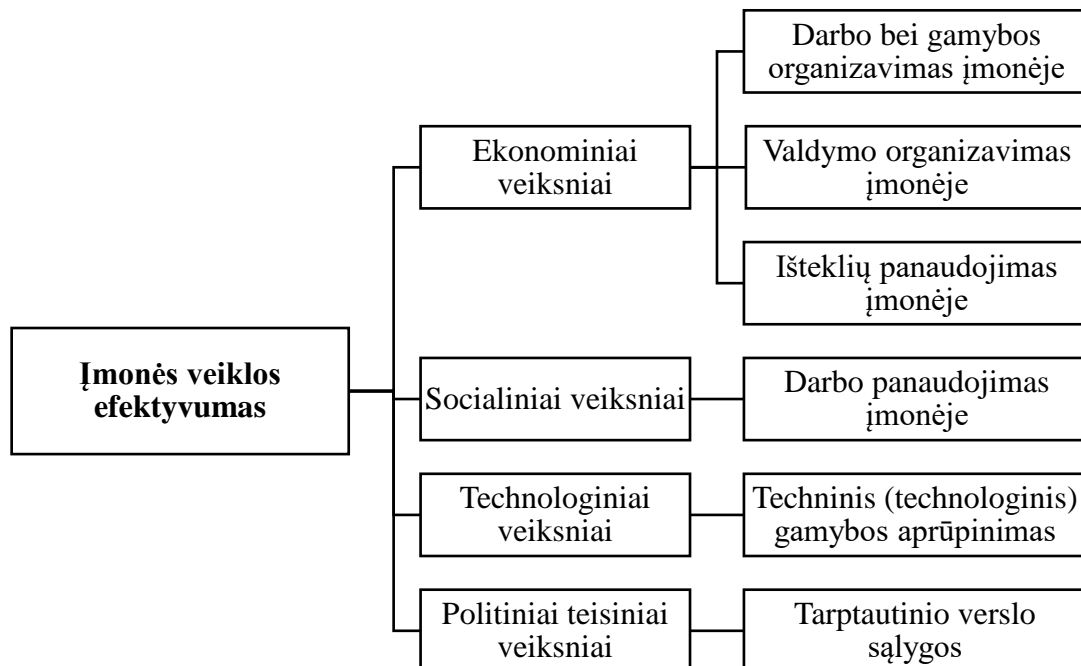 Darbo bei gamybos
organizavimas įmonėje
Ekonominiai
veiksniai
Valdymo organizavimas
įmonėje
Išteklių panaudojimas
įmonėje
Įmonės veiklos
efektyvumas
Socialiniai veiksniai
Darbo panaudojimas
įmonėje
Technologiniai
veiksniai
Techninis (technologinis)
gamybos aprūpinimas
Politiniai teisiniai
veiksniai
Tarptautinio verslo
sąlygos